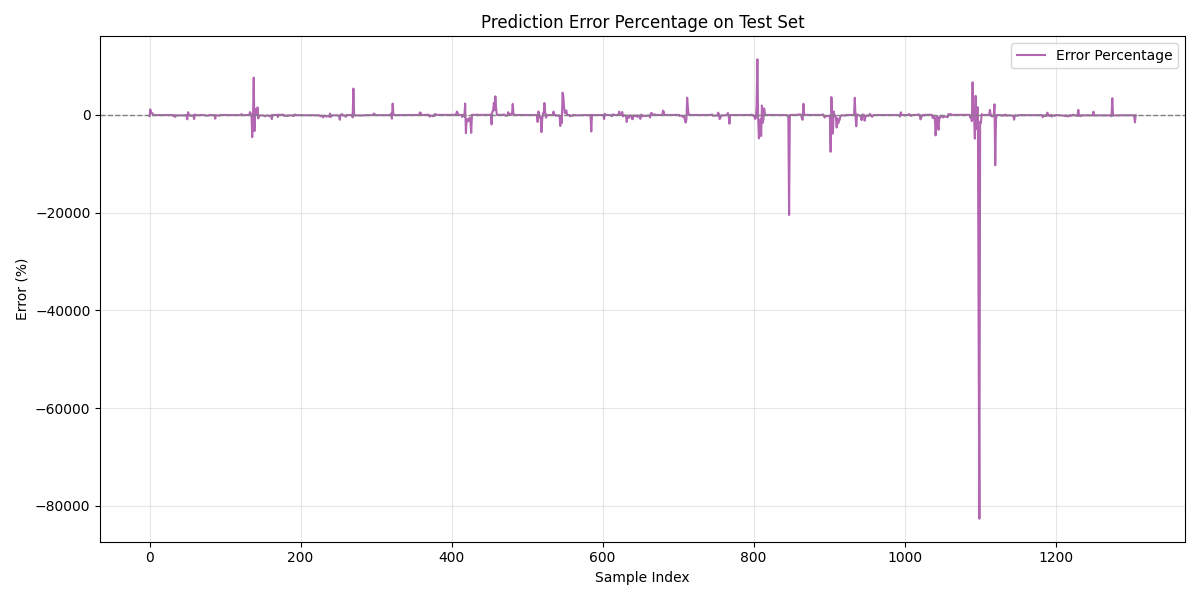 Prediction Error Percentage on Test Set
Error Percentage
0
−20000
−40000
−60000
−80000
Error (%)
0 200 400 600 800 1000 1200
Sample Index